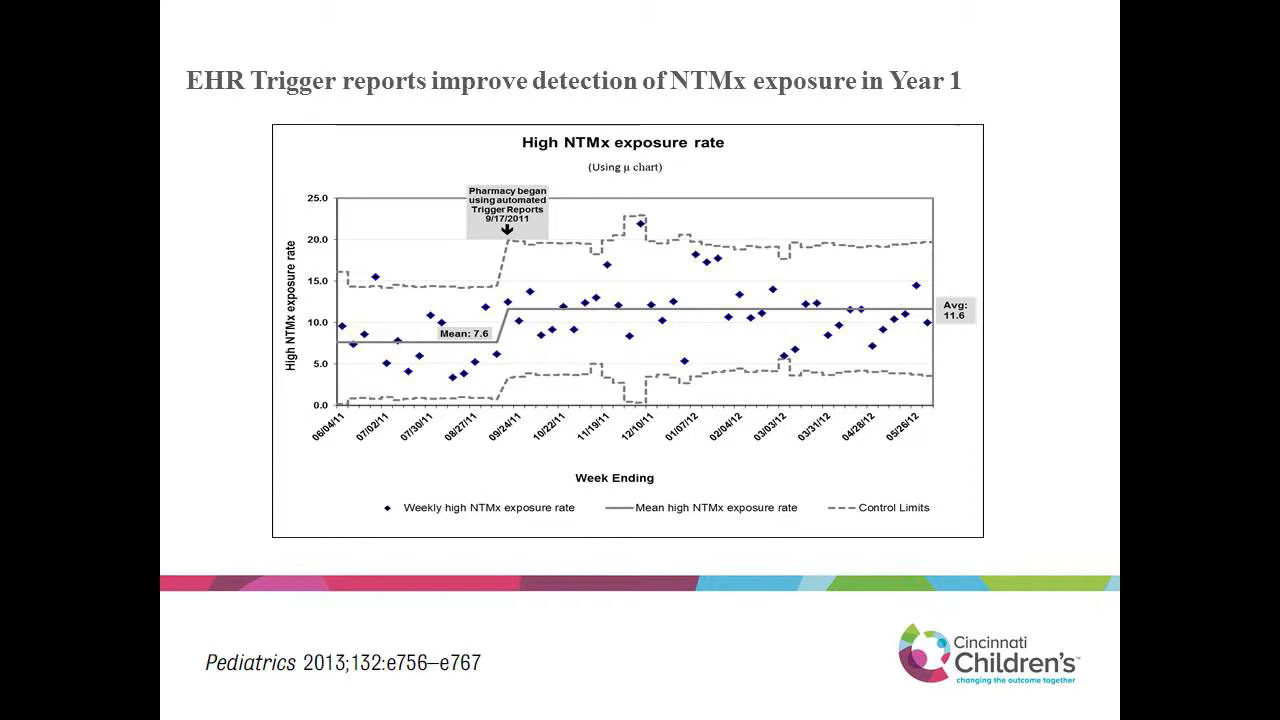 EHR Trigger reports improve detection of NTMx exposure in Year 1
High NTMx exposure rate
(Using µ chart)
Pharmacy began
using automated
Trigger Reports
9/17/2011
25.0
20.0
15.0
10.0
5.0
0.0
High NTMx exposure rate
Mean: 7.6
Avg:
11.6
06/04/11
07/02/11
07/30/11
08/27/11
09/24/11
10/22/11
11/19/11
12/10/11
01/07/12
02/04/12
03/03/12
03/31/12
04/28/12
05/26/12
Week Ending
Weekly high NTMx exposure rate
Mean high NTMx exposure rate
Control Limits
Pediatrics 2013;132:e756–e767
Cincinnati
Children's™
changing the outcome together